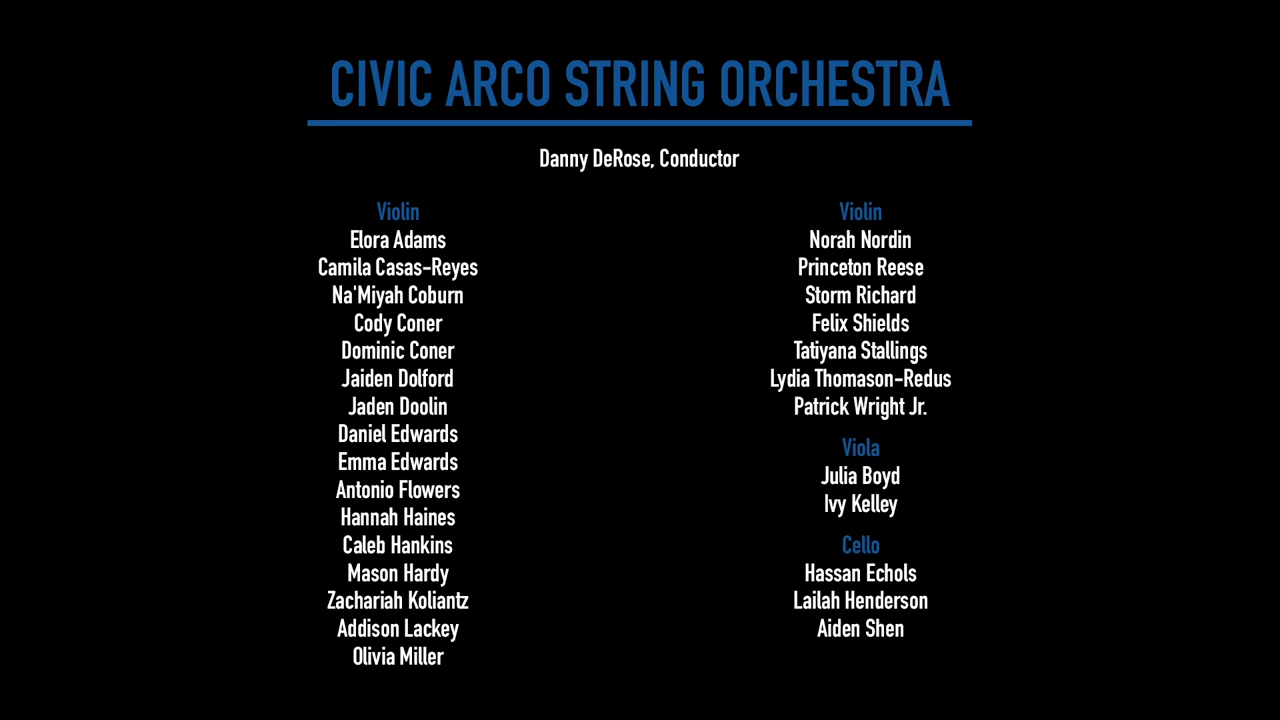 CIVIC ARCO STRING ORCHESTRA
Danny DeRose, Conductor
Violin
Elora Adams
Camila Casas-Reyes
Na'Miyah Coburn
Cody Coner
Dominic Coner
Jaiden Dolford
Jaden Doolin
Daniel Edwards
Emma Edwards
Antonio Flowers
Hannah Haines
Caleb Hankins
Mason Hardy
Zachariah Koliantz
Addison Lackey
Olivia Miller
Violin
Norah Nordin
Princeton Reese
Storm Richard
Felix Shields
Tatiyana Stallings
Lydia Thomason-Redus
Patrick Wright Jr.
Viola
Julia Boyd
Ivy Kelley
Cello
Hassan Echols
Lailah Henderson
Aiden Shen